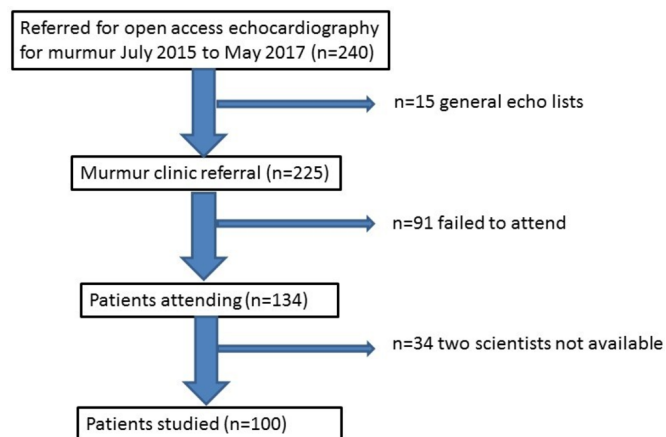 Referred for open access echocardiography
for murmur July 2015 to May 2017 (n=240)
n=15 general echo lists
Murmur clinic referral (n=225)
n=91 failed to attend
Patients attending (n=134)
n=34 two scientists not available
Patients studied (n=100)